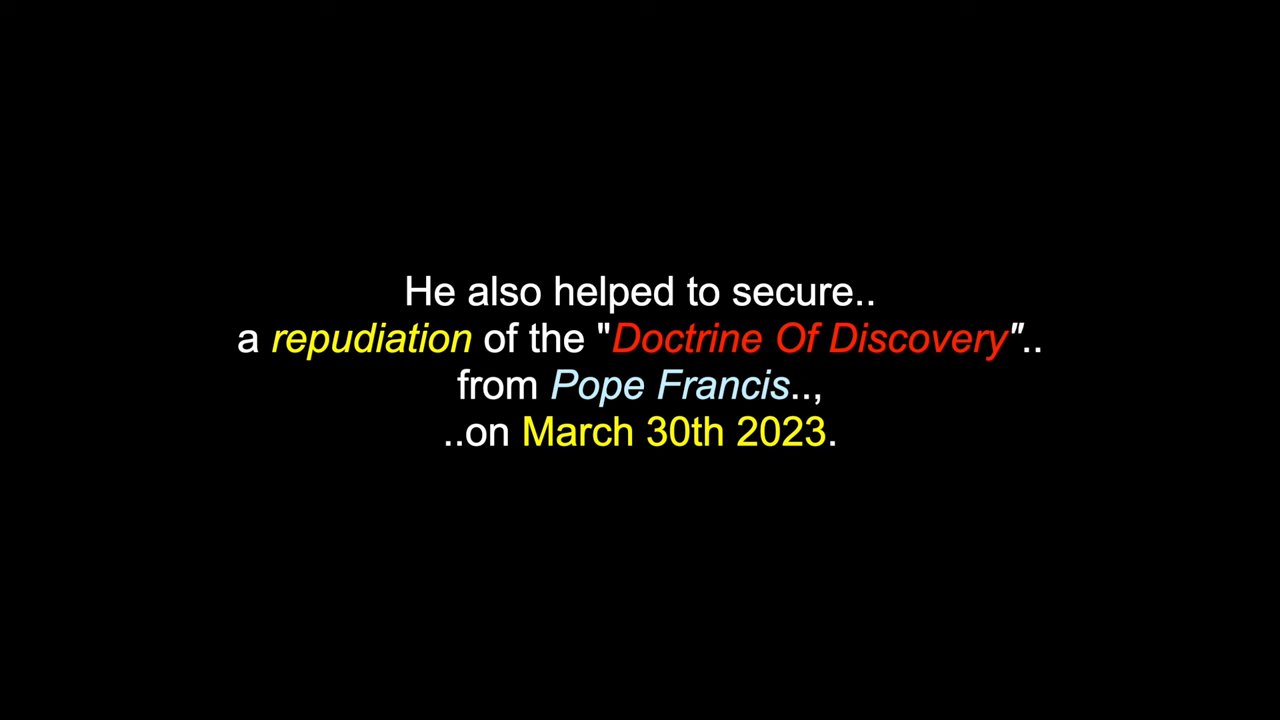 He also helped to secure..
a repudiation of the "Doctrine Of Discovery"..
from Pope Francis..,
..on March 30th 2023.